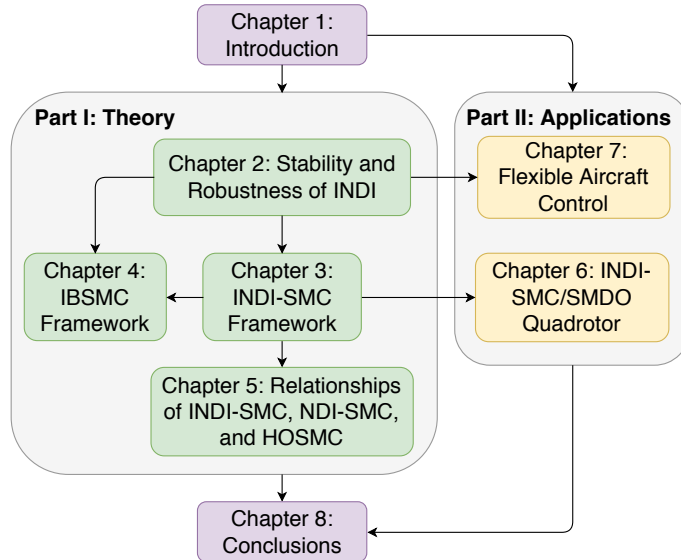 Chapter 1:
Introduction
Part I: Theory
Part II: Applications
Chapter 2: Stability and
Robustness of INDI
Chapter 7:
Flexible Aircraft
Control
Chapter 4:
IBSMC
Framework
Chapter 3:
INDI-SMC
Framework
Chapter 6: INDI-
SMC/SMDO
Quadrotor
Chapter 5: Relationships
of INDI-SMC, NDI-SMC,
and HOSMC
Chapter 8:
Conclusions